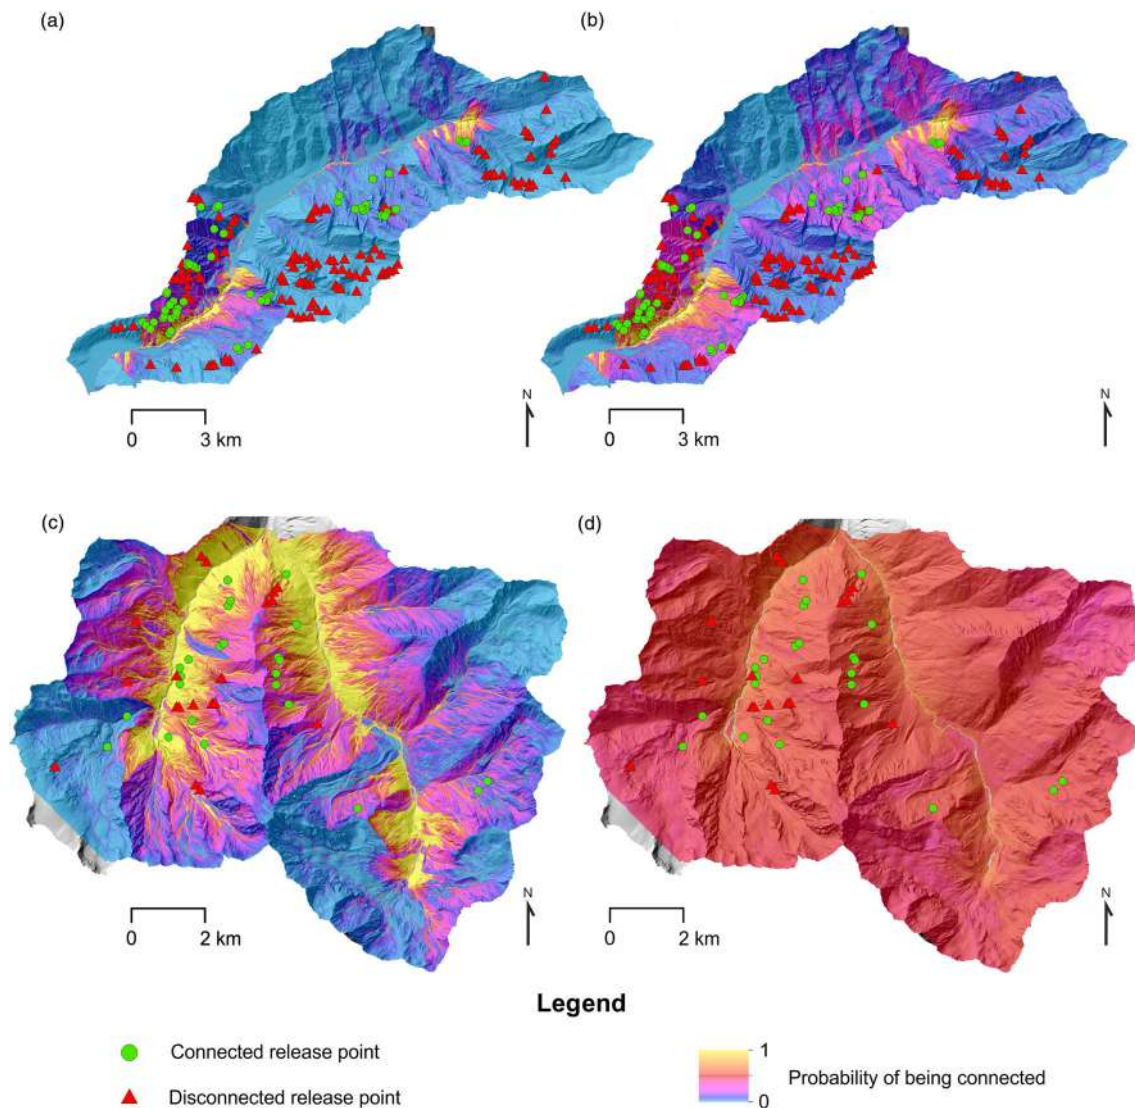 (a)
(b)
N
N
0 3 km
0 3 km
(c)
(d)
N
N
0 2 km
0 2 km
Legend
Connected release point
1
Probability of being connected
0
Disconnected release point